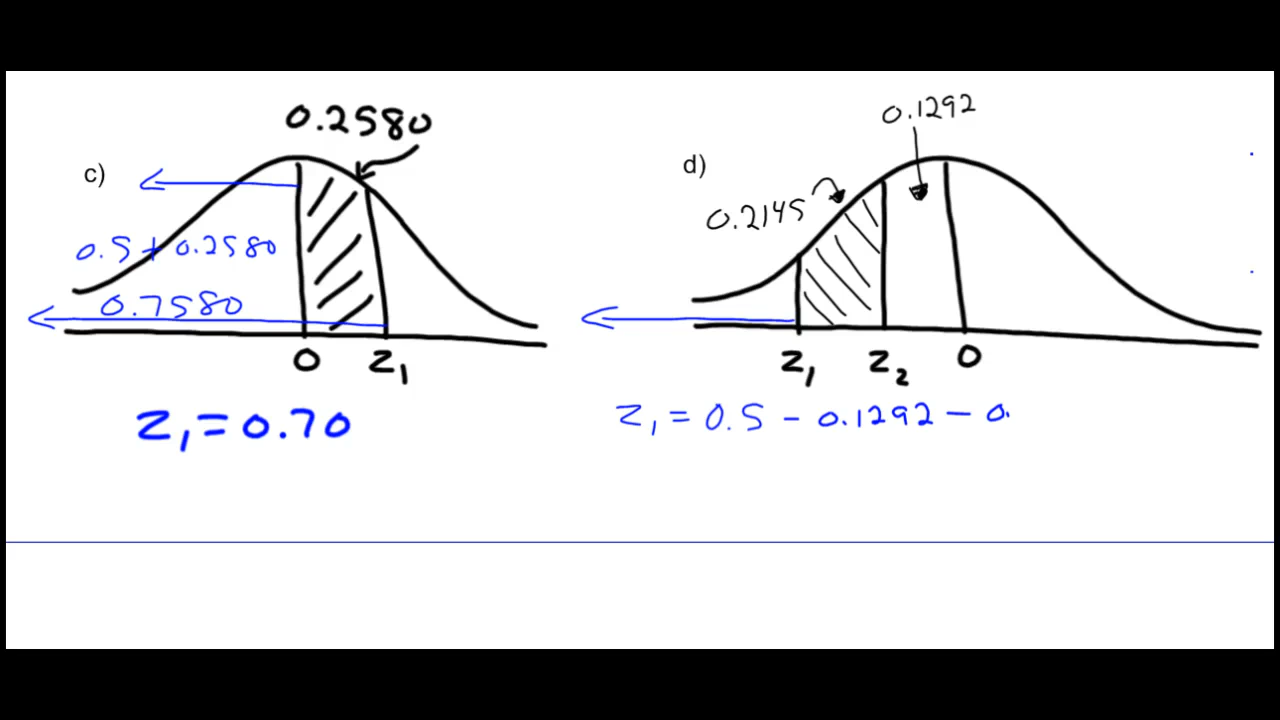 c)
0.2580
0.5 + 0.2580
0.7580
0 z₁
z₁ = 0.70
d)
0.1292
0.2145
z₁ z₂ 0
z₁ = 0.5 - 0.1292 - 0.